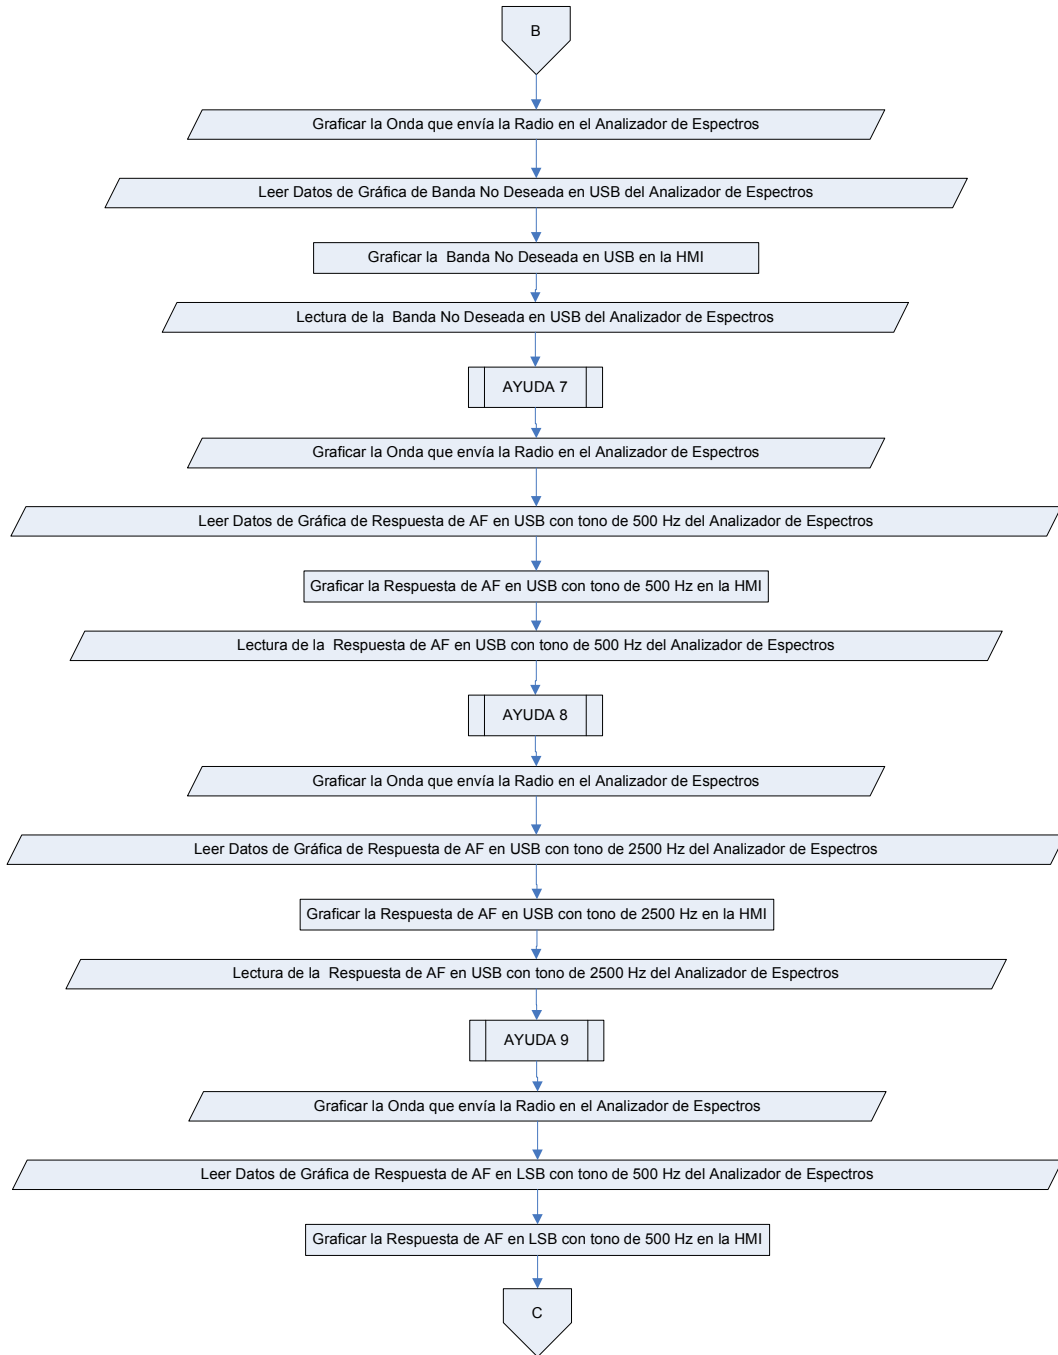 B
Graficar la Onda que envía la Radio en el Analizador de Espectros
Leer Datos de Gráfica de Banda No Deseada en USB del Analizador de Espectros
Graficar la  Banda No Deseada en USB en la HMI
Lectura de la  Banda No Deseada en USB del Analizador de Espectros
AYUDA 7
Graficar la Onda que envía la Radio en el Analizador de Espectros
Leer Datos de Gráfica de Respuesta de AF en USB con tono de 500 Hz del Analizador de Espectros
Graficar la Respuesta de AF en USB con tono de 500 Hz en la HMI
Lectura de la  Respuesta de AF en USB con tono de 500 Hz del Analizador de Espectros
AYUDA 8
Graficar la Onda que envía la Radio en el Analizador de Espectros
Leer Datos de Gráfica de Respuesta de AF en USB con tono de 2500 Hz del Analizador de Espectros
Graficar la Respuesta de AF en USB con tono de 2500 Hz en la HMI
Lectura de la  Respuesta de AF en USB con tono de 2500 Hz del Analizador de Espectros
AYUDA 9
Graficar la Onda que envía la Radio en el Analizador de Espectros
Leer Datos de Gráfica de Respuesta de AF en LSB con tono de 500 Hz del Analizador de Espectros
Graficar la Respuesta de AF en LSB con tono de 500 Hz en la HMI
C